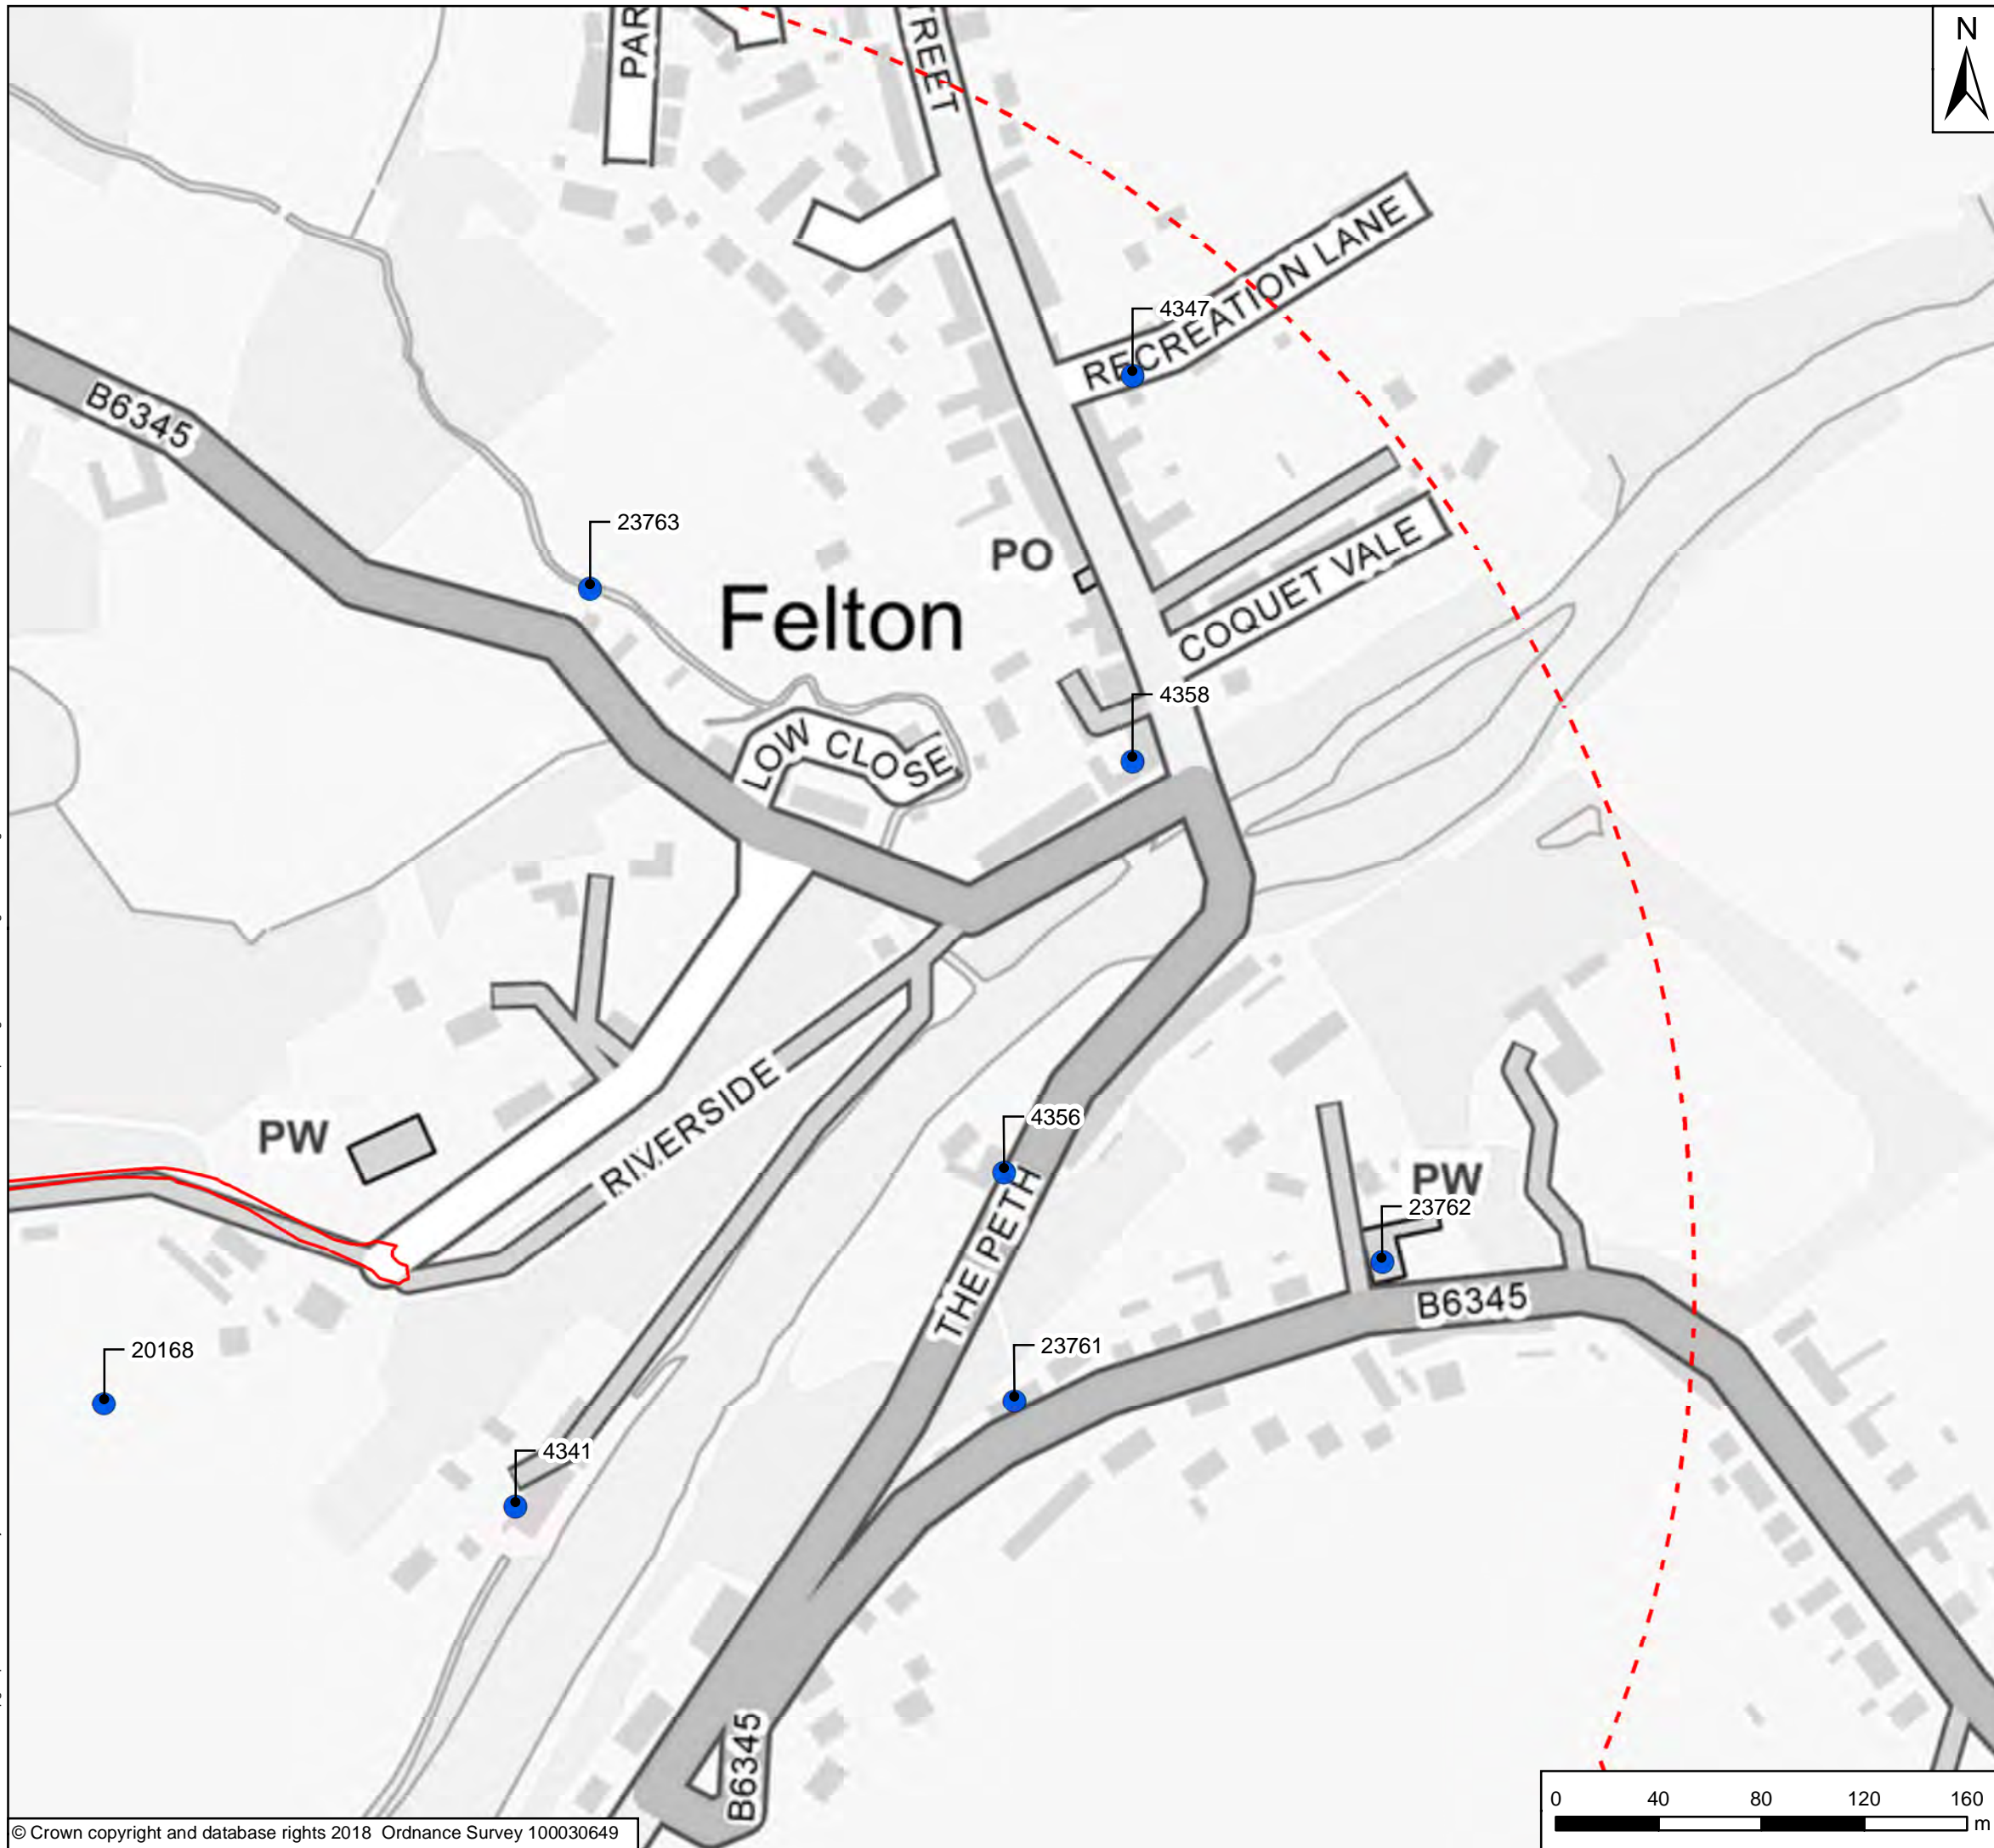 N
PAR
TREET
RECREATION LANE
4347
B6345
23763
PO
Felton
COQUET VALE
4358
LOW CLOSE
RIVERSIDE
PW
4356
THE PETH
PW
23762
B6345
23761
20168
4341
B6345
0 40 80 120 160
m
© Crown copyright and database rights 2018 Ordnance Survey 100030649